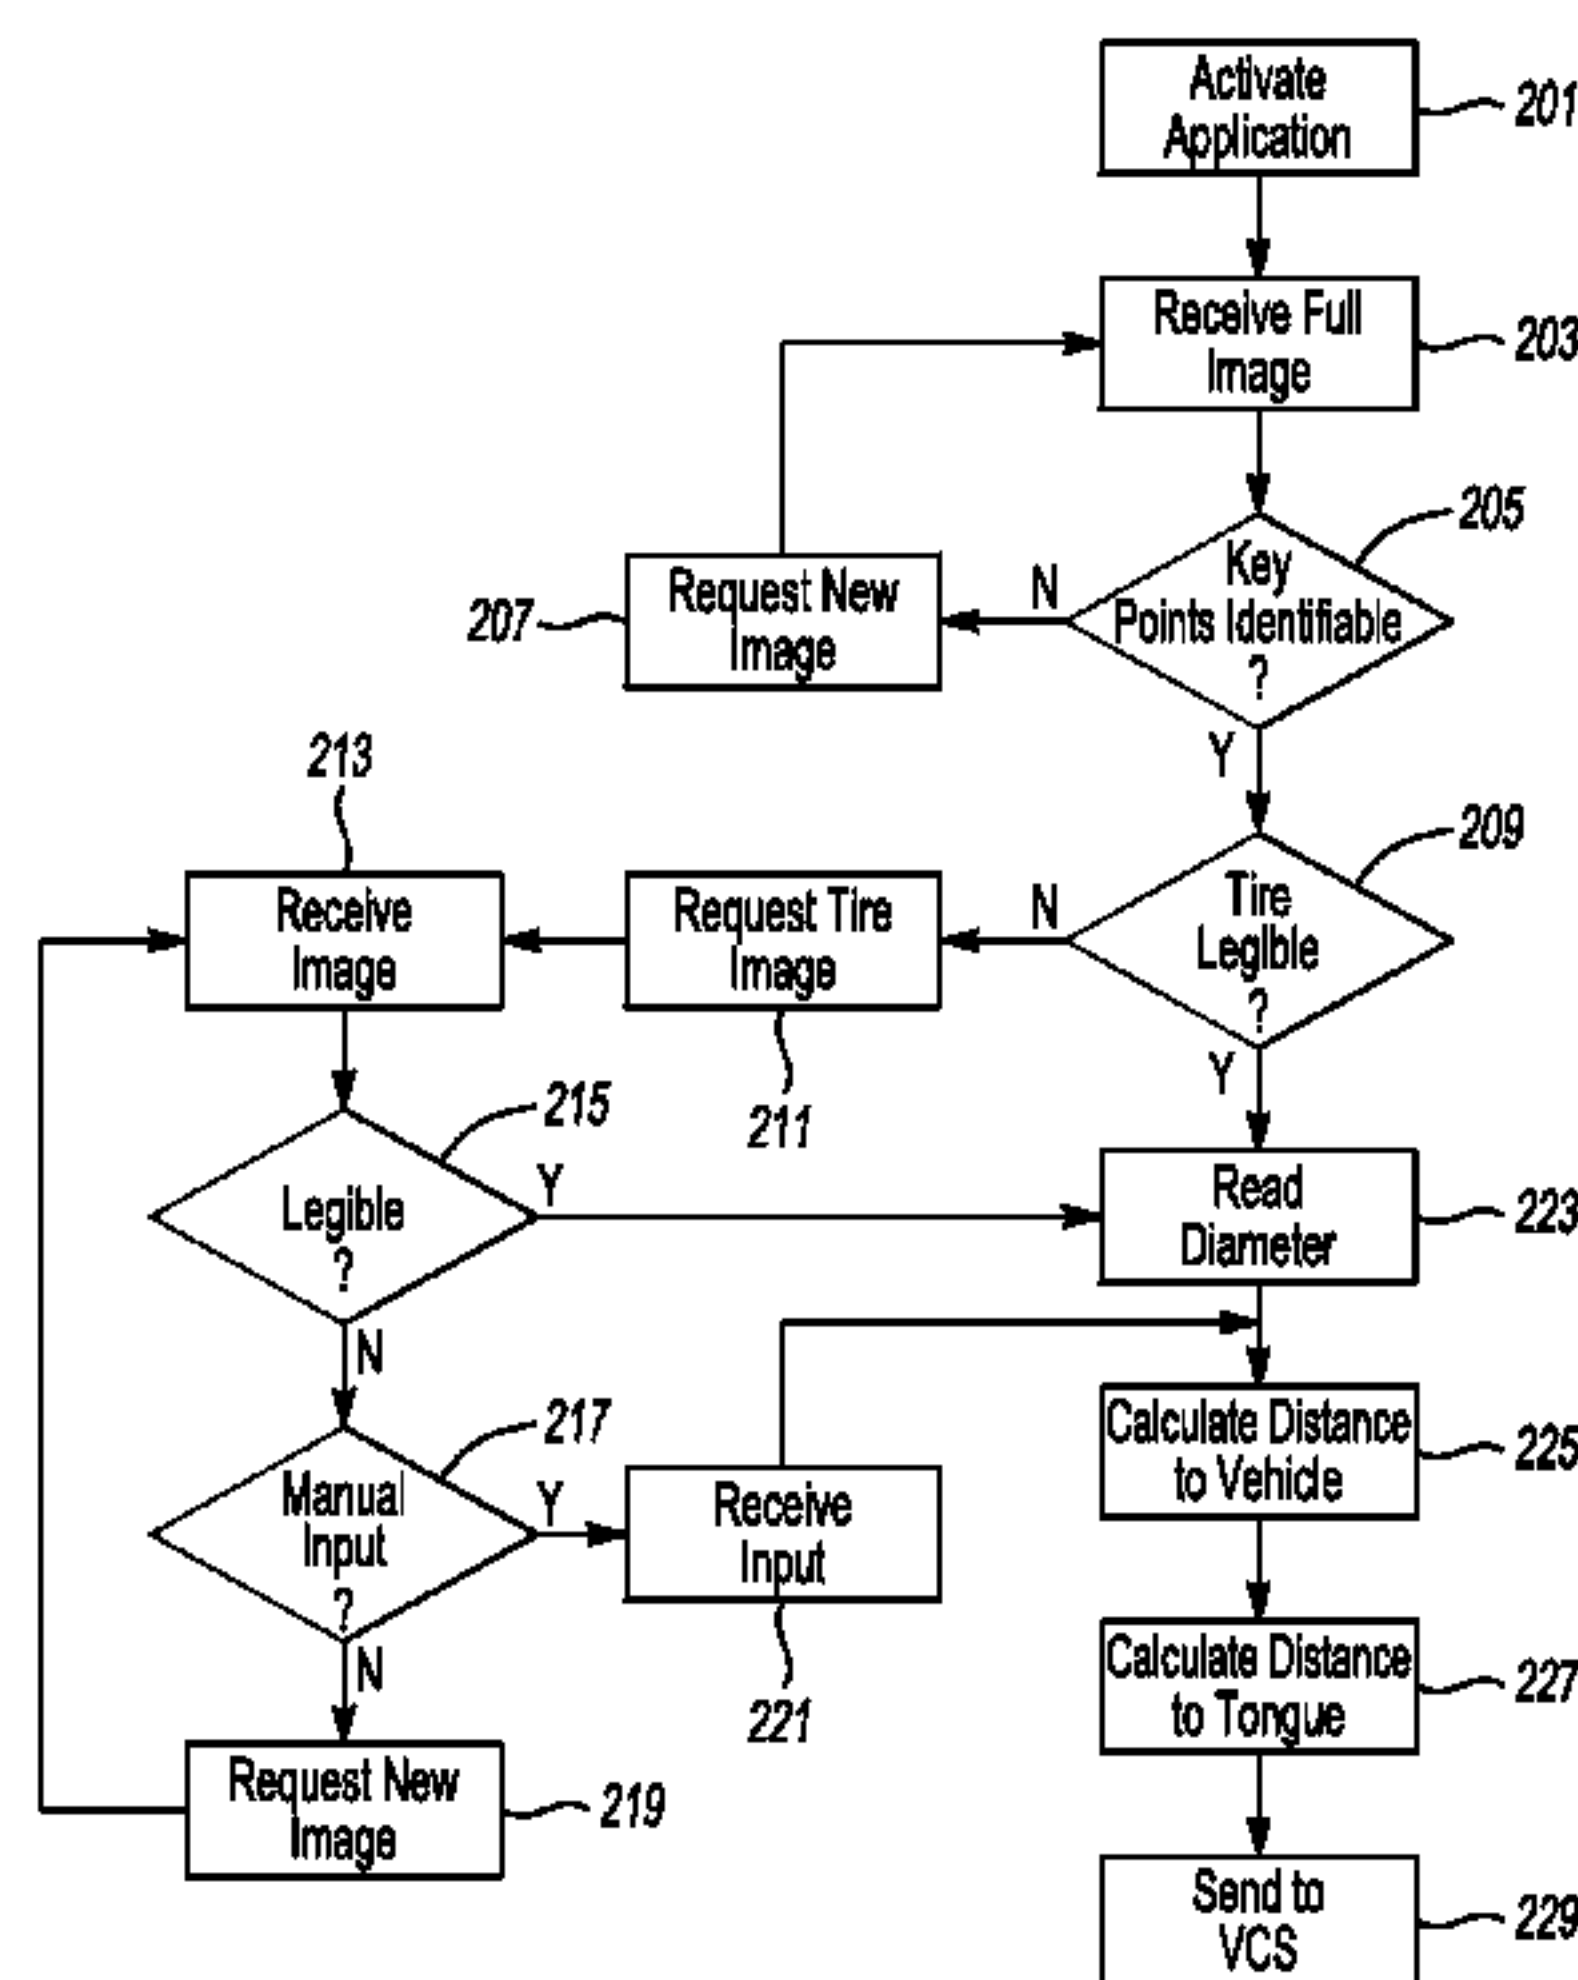 Activate
Application
201
Receive Full
Image
203
205
Key
Points Identifiable
?
N
Request New
Image
207
Y
213
209
Receive
Image
Request Tire
Image
N
Tire
Legible
?
211
Y
215
Legible
?
Y
Read
Diameter
223
N
217
Manual
Input
?
Y
Receive
Input
Calculate Distance
to Vehicle
225
N
221
Calculate Distance
to Tongue
227
Request New
Image
219
Send to
VCS
229